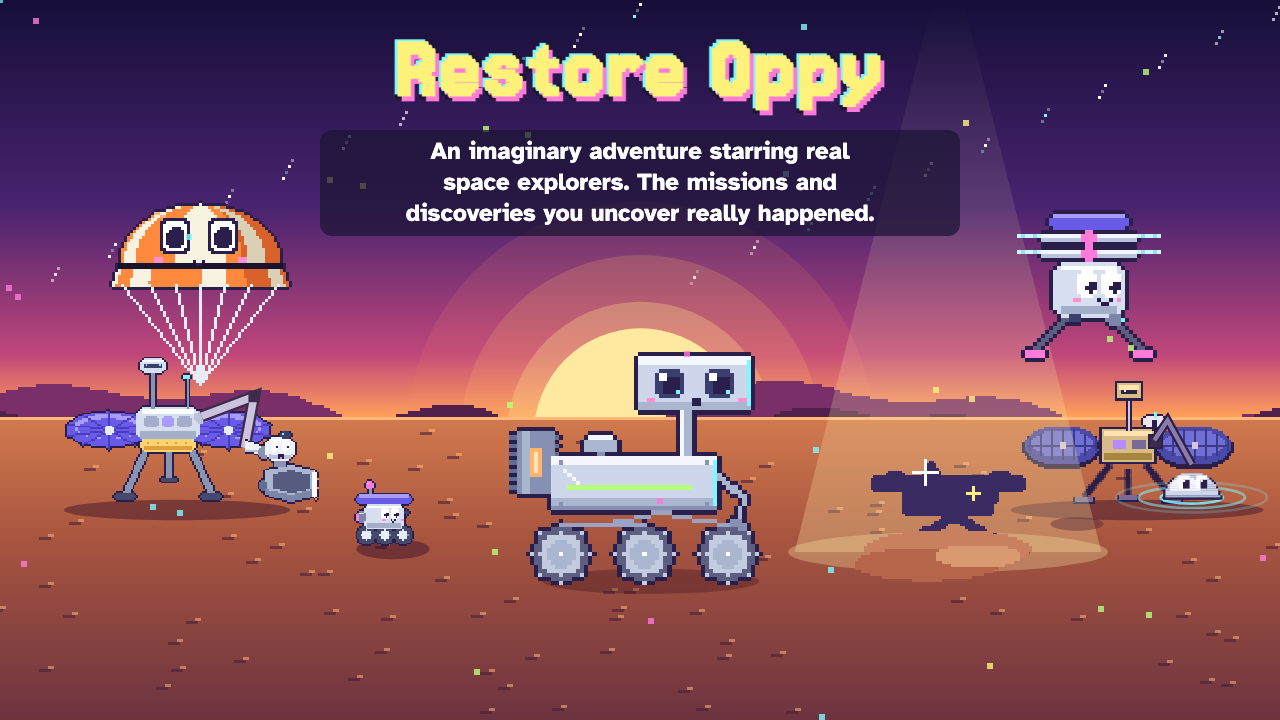 Restore Oppy
An imaginary adventure starring real
space explorers. The missions and
discoveries you uncover really happened.